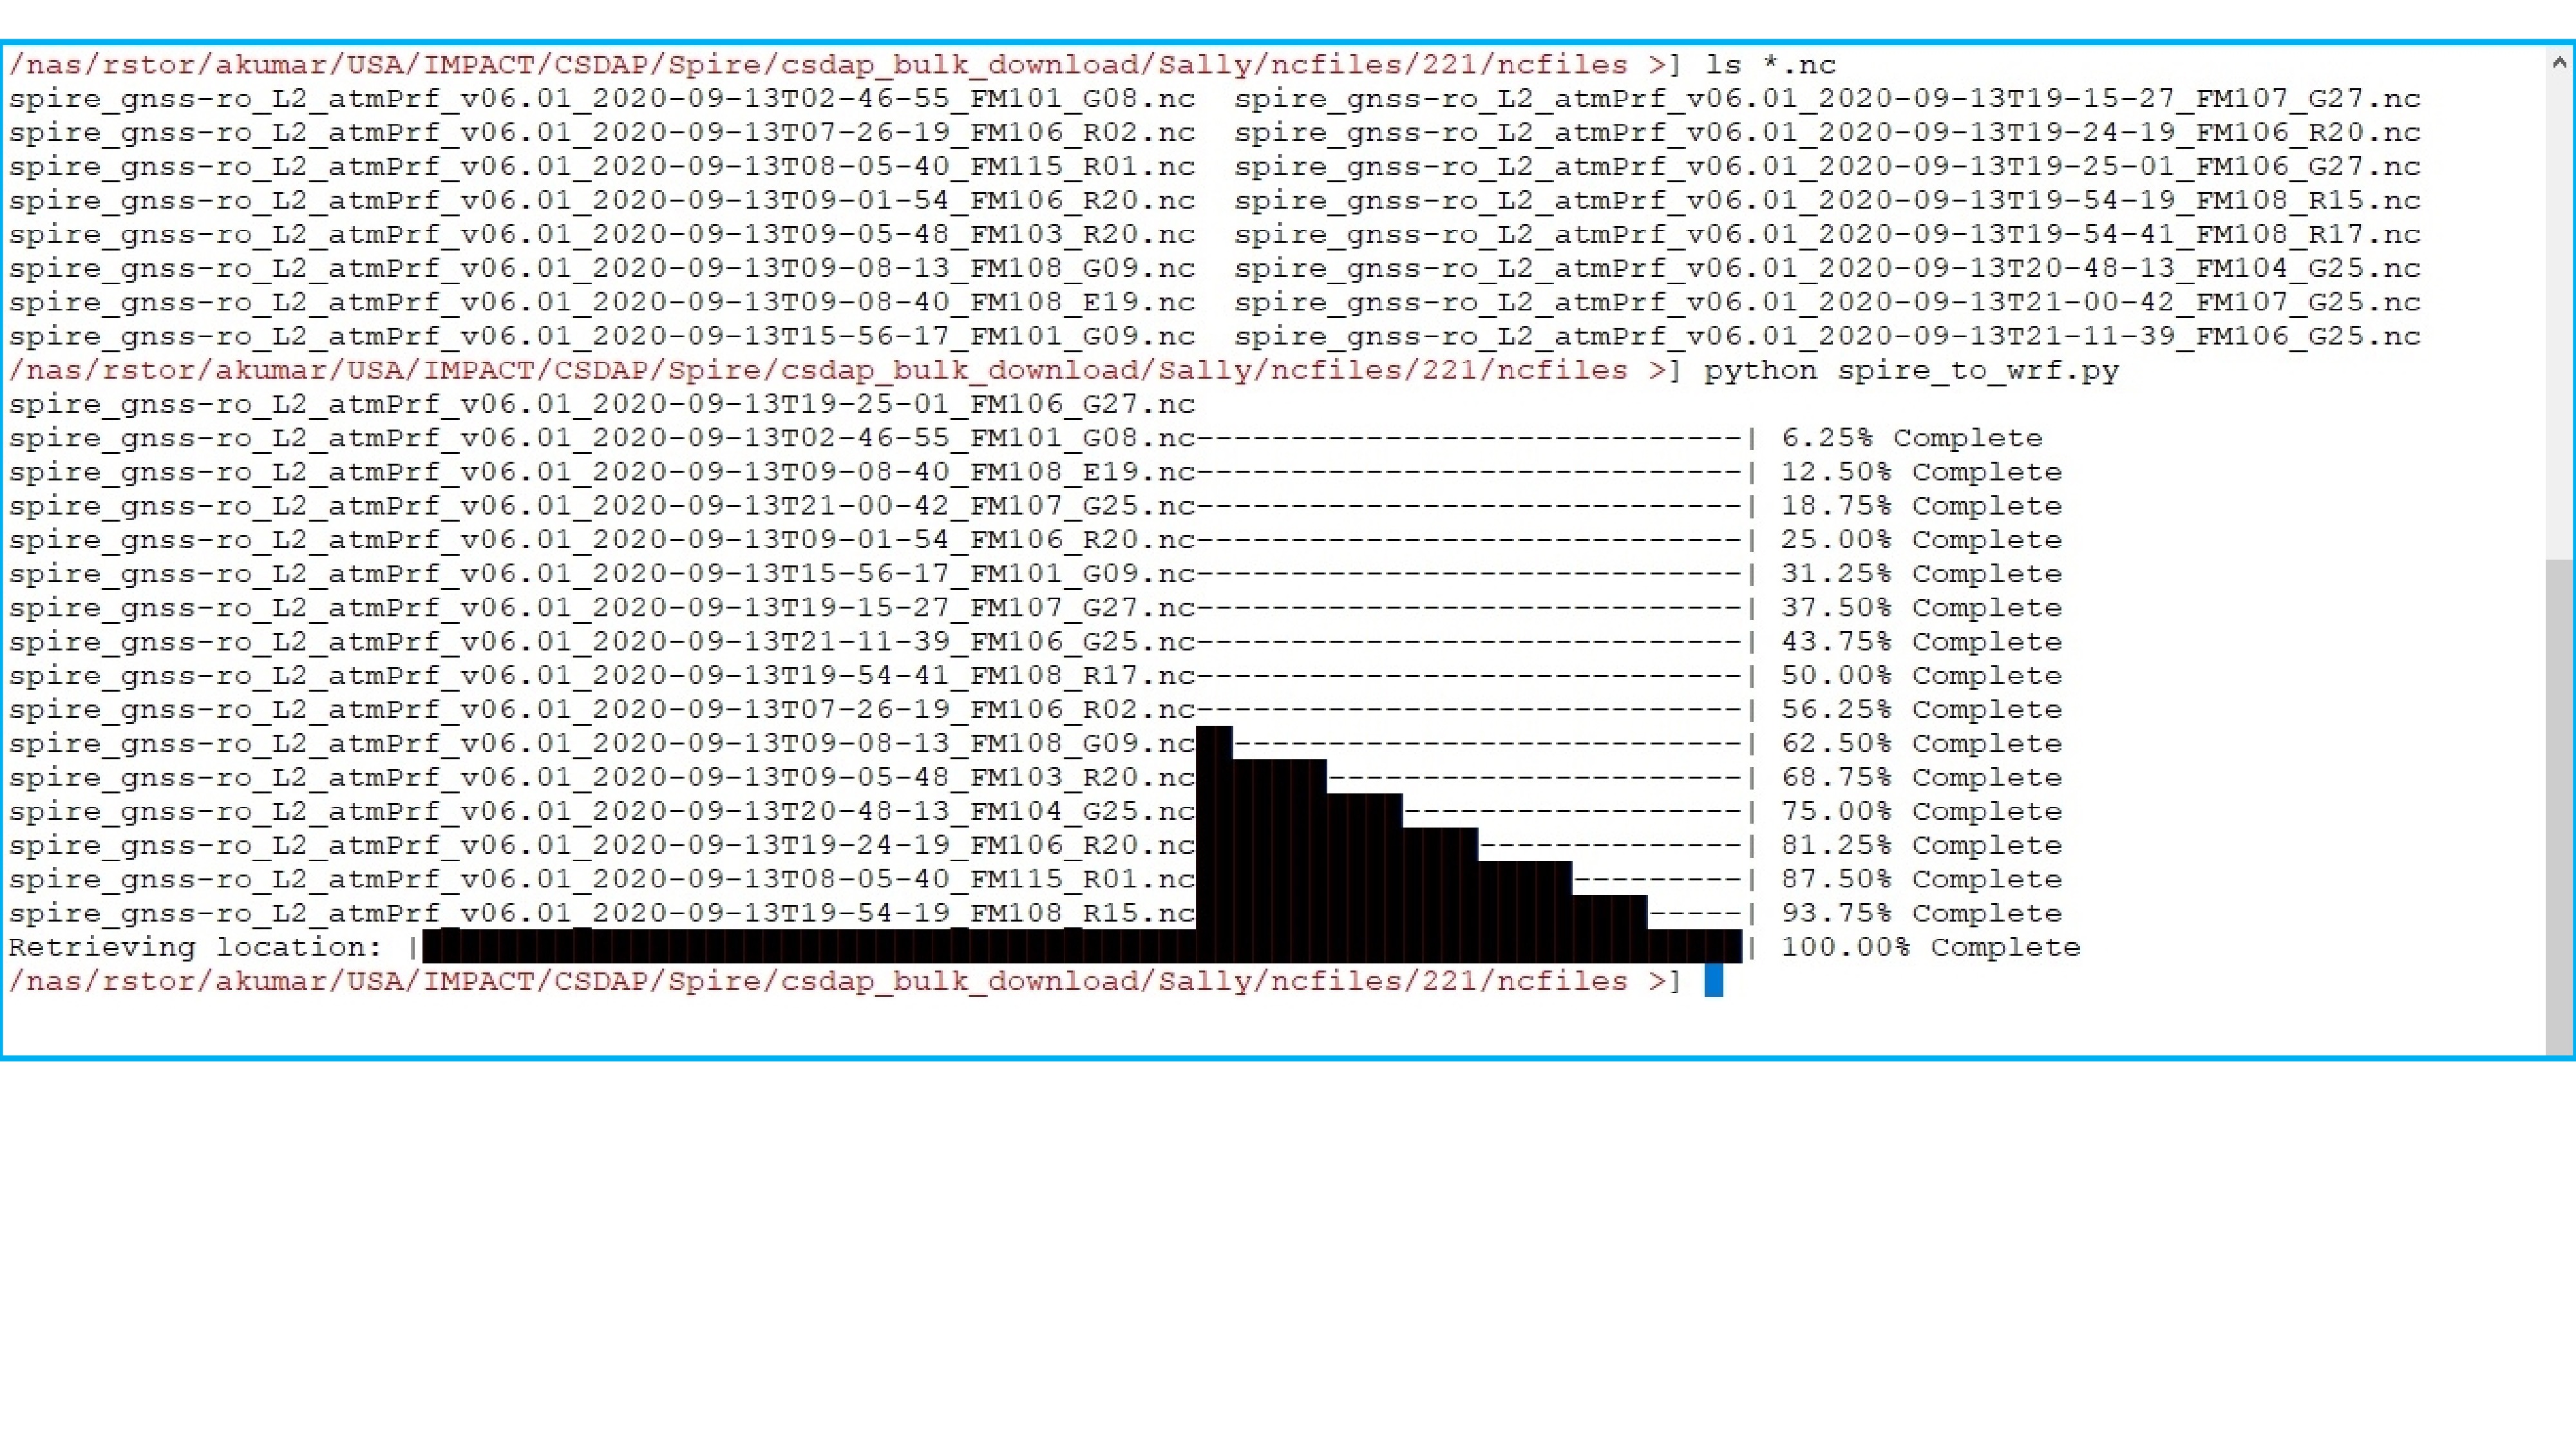 /nas/rstor/akumar/USA/IMPACT/CSDAP/Spire/csdap_bulk_download/Sally/ncfiles/221/ncfiles >] ls *.nc
spire_gnss-ro_L2_atmPrf_v06.01_2020-09-13T02-46-55_FM101_G08.nc  spire_gnss-ro_L2_atmPrf_v06.01_2020-09-13T19-15-27_FM107_G27.nc
spire_gnss-ro_L2_atmPrf_v06.01_2020-09-13T07-26-19_FM106_R02.nc  spire_gnss-ro_L2_atmPrf_v06.01_2020-09-13T19-24-19_FM106_R20.nc
spire_gnss-ro_L2_atmPrf_v06.01_2020-09-13T08-05-40_FM115_R01.nc  spire_gnss-ro_L2_atmPrf_v06.01_2020-09-13T19-25-01_FM106_G27.nc
spire_gnss-ro_L2_atmPrf_v06.01_2020-09-13T09-01-54_FM106_R20.nc  spire_gnss-ro_L2_atmPrf_v06.01_2020-09-13T19-54-19_FM108_R15.nc
spire_gnss-ro_L2_atmPrf_v06.01_2020-09-13T09-05-48_FM103_R20.nc  spire_gnss-ro_L2_atmPrf_v06.01_2020-09-13T19-54-41_FM108_R17.nc
spire_gnss-ro_L2_atmPrf_v06.01_2020-09-13T09-08-13_FM108_G09.nc  spire_gnss-ro_L2_atmPrf_v06.01_2020-09-13T20-48-13_FM104_G25.nc
spire_gnss-ro_L2_atmPrf_v06.01_2020-09-13T09-08-40_FM108_E19.nc  spire_gnss-ro_L2_atmPrf_v06.01_2020-09-13T21-00-42_FM107_G25.nc
spire_gnss-ro_L2_atmPrf_v06.01_2020-09-13T15-56-17_FM101_G09.nc  spire_gnss-ro_L2_atmPrf_v06.01_2020-09-13T21-11-39_FM106_G25.nc
/nas/rstor/akumar/USA/IMPACT/CSDAP/Spire/csdap_bulk_download/Sally/ncfiles/221/ncfiles >] python spire_to_wrf.py
spire_gnss-ro_L2_atmPrf_v06.01_2020-09-13T19-25-01_FM106_G27.nc
spire_gnss-ro_L2_atmPrf_v06.01_2020-09-13T02-46-55_FM101_G08.nc-----------------------------| 6.25% Complete
spire_gnss-ro_L2_atmPrf_v06.01_2020-09-13T09-08-40_FM108_E19.nc-----------------------------| 12.50% Complete
spire_gnss-ro_L2_atmPrf_v06.01_2020-09-13T21-00-42_FM107_G25.nc-----------------------------| 18.75% Complete
spire_gnss-ro_L2_atmPrf_v06.01_2020-09-13T09-01-54_FM106_R20.nc-----------------------------| 25.00% Complete
spire_gnss-ro_L2_atmPrf_v06.01_2020-09-13T15-56-17_FM101_G09.nc-----------------------------| 31.25% Complete
spire_gnss-ro_L2_atmPrf_v06.01_2020-09-13T19-15-27_FM107_G27.nc-----------------------------| 37.50% Complete
spire_gnss-ro_L2_atmPrf_v06.01_2020-09-13T21-11-39_FM106_G25.nc-----------------------------| 43.75% Complete
spire_gnss-ro_L2_atmPrf_v06.01_2020-09-13T19-54-41_FM108_R17.nc-----------------------------| 50.00% Complete
spire_gnss-ro_L2_atmPrf_v06.01_2020-09-13T07-26-19_FM106_R02.nc-----------------------------| 56.25% Complete
spire_gnss-ro_L2_atmPrf_v06.01_2020-09-13T09-08-13_FM108_G09.nc██---------------------------| 62.50% Complete
spire_gnss-ro_L2_atmPrf_v06.01_2020-09-13T09-05-48_FM103_R20.nc███████----------------------| 68.75% Complete
spire_gnss-ro_L2_atmPrf_v06.01_2020-09-13T20-48-13_FM104_G25.nc███████████------------------| 75.00% Complete
spire_gnss-ro_L2_atmPrf_v06.01_2020-09-13T19-24-19_FM106_R20.nc███████████████--------------| 81.25% Complete
spire_gnss-ro_L2_atmPrf_v06.01_2020-09-13T08-05-40_FM115_R01.nc████████████████████---------| 87.50% Complete
spire_gnss-ro_L2_atmPrf_v06.01_2020-09-13T19-54-19_FM108_R15.nc████████████████████████-----| 93.75% Complete
Retrieving location: |██████████████████████████████████████████████████████████████████████| 100.00% Complete
/nas/rstor/akumar/USA/IMPACT/CSDAP/Spire/csdap_bulk_download/Sally/ncfiles/221/ncfiles >]